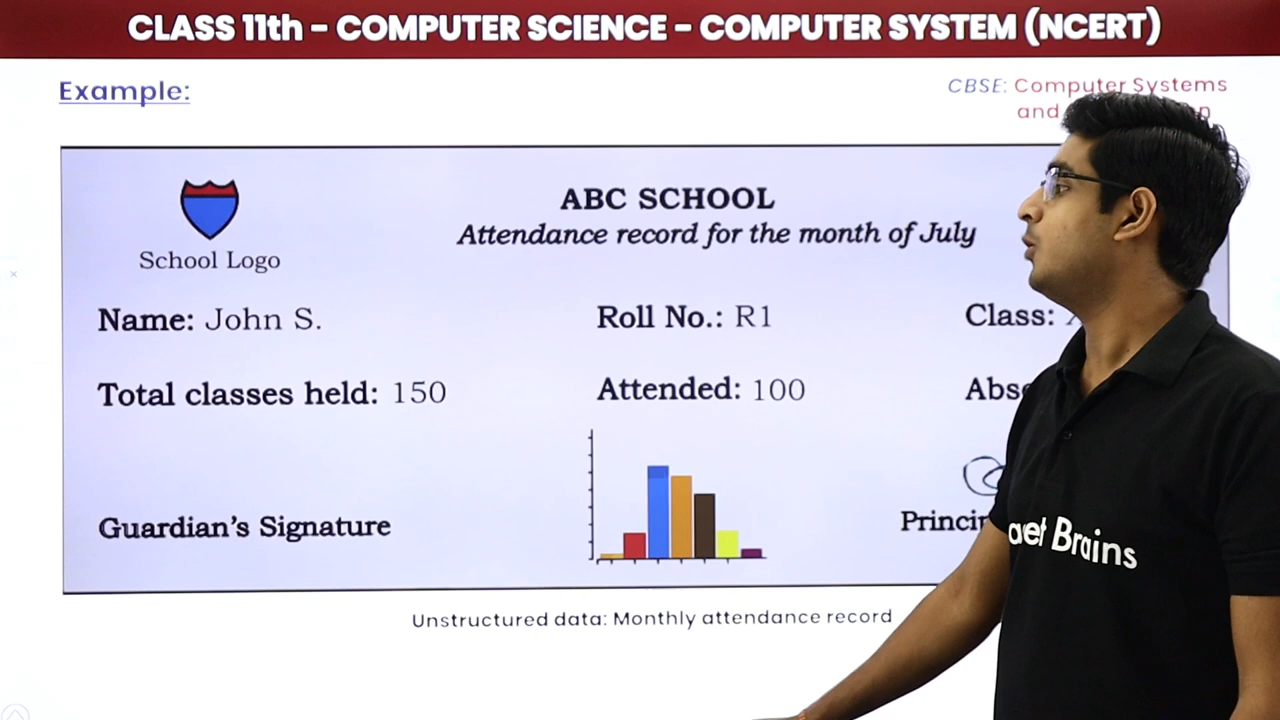 CLASS 11th - COMPUTER SCIENCE - COMPUTER SYSTEM (NCERT)
Example:
CBSE: Computer Systems
and
ABC SCHOOL
Attendance record for the month of July
School Logo
Name: John S.
Roll No.: R1
Class:
Total classes held: 150
Attended: 100
Guardian's Signature
Brains
Unstructured data: Monthly attendance record